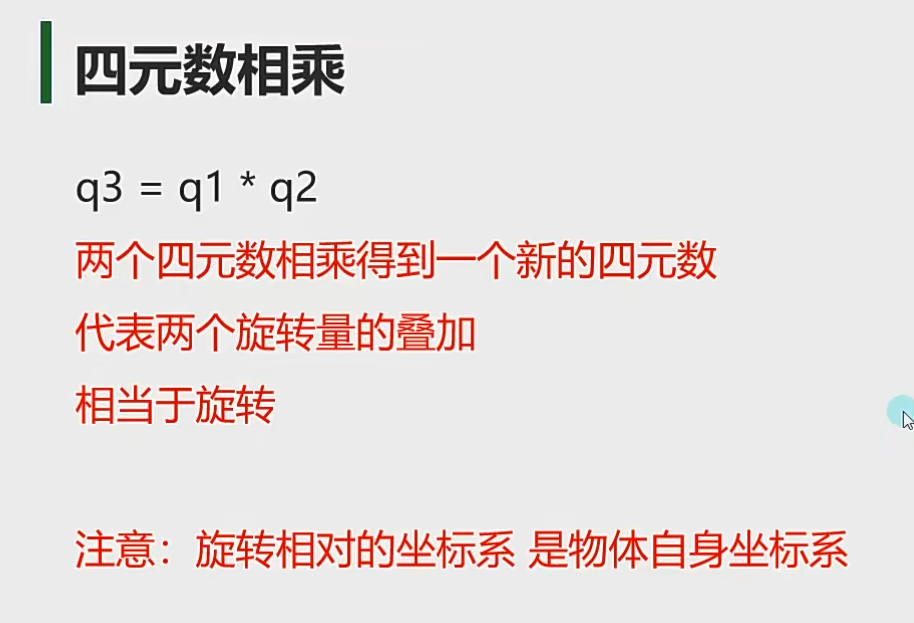 四元数相乘
q3 = q1 * q2
两个四元数相乘得到一个新的四元数
代表两个旋转量的叠加
相当于旋转
注意：旋转相对的坐标系 是物体自身坐标系